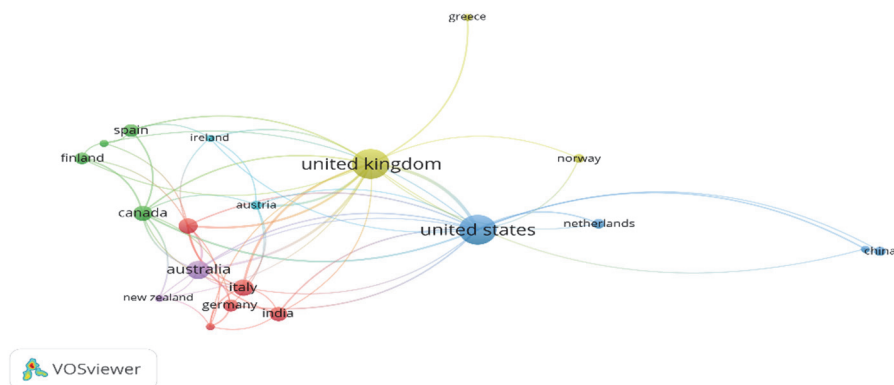 greece
spain
ireland
finland
united kingdom
norway
austria
canada
united states
netherlands
china
australia
italy
new zealand
germany
india
VOSviewer